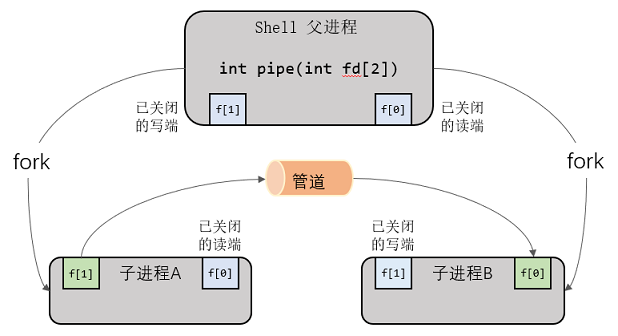 Shell 父进程
int pipe(int fd[2])
已关闭
的写端
f[1]
f[0]
已关闭
的读端
fork
fork
管道
已关闭
的读端
已关闭
的写端
f[1]
子进程A
f[0]
f[1]
子进程B
f[0]